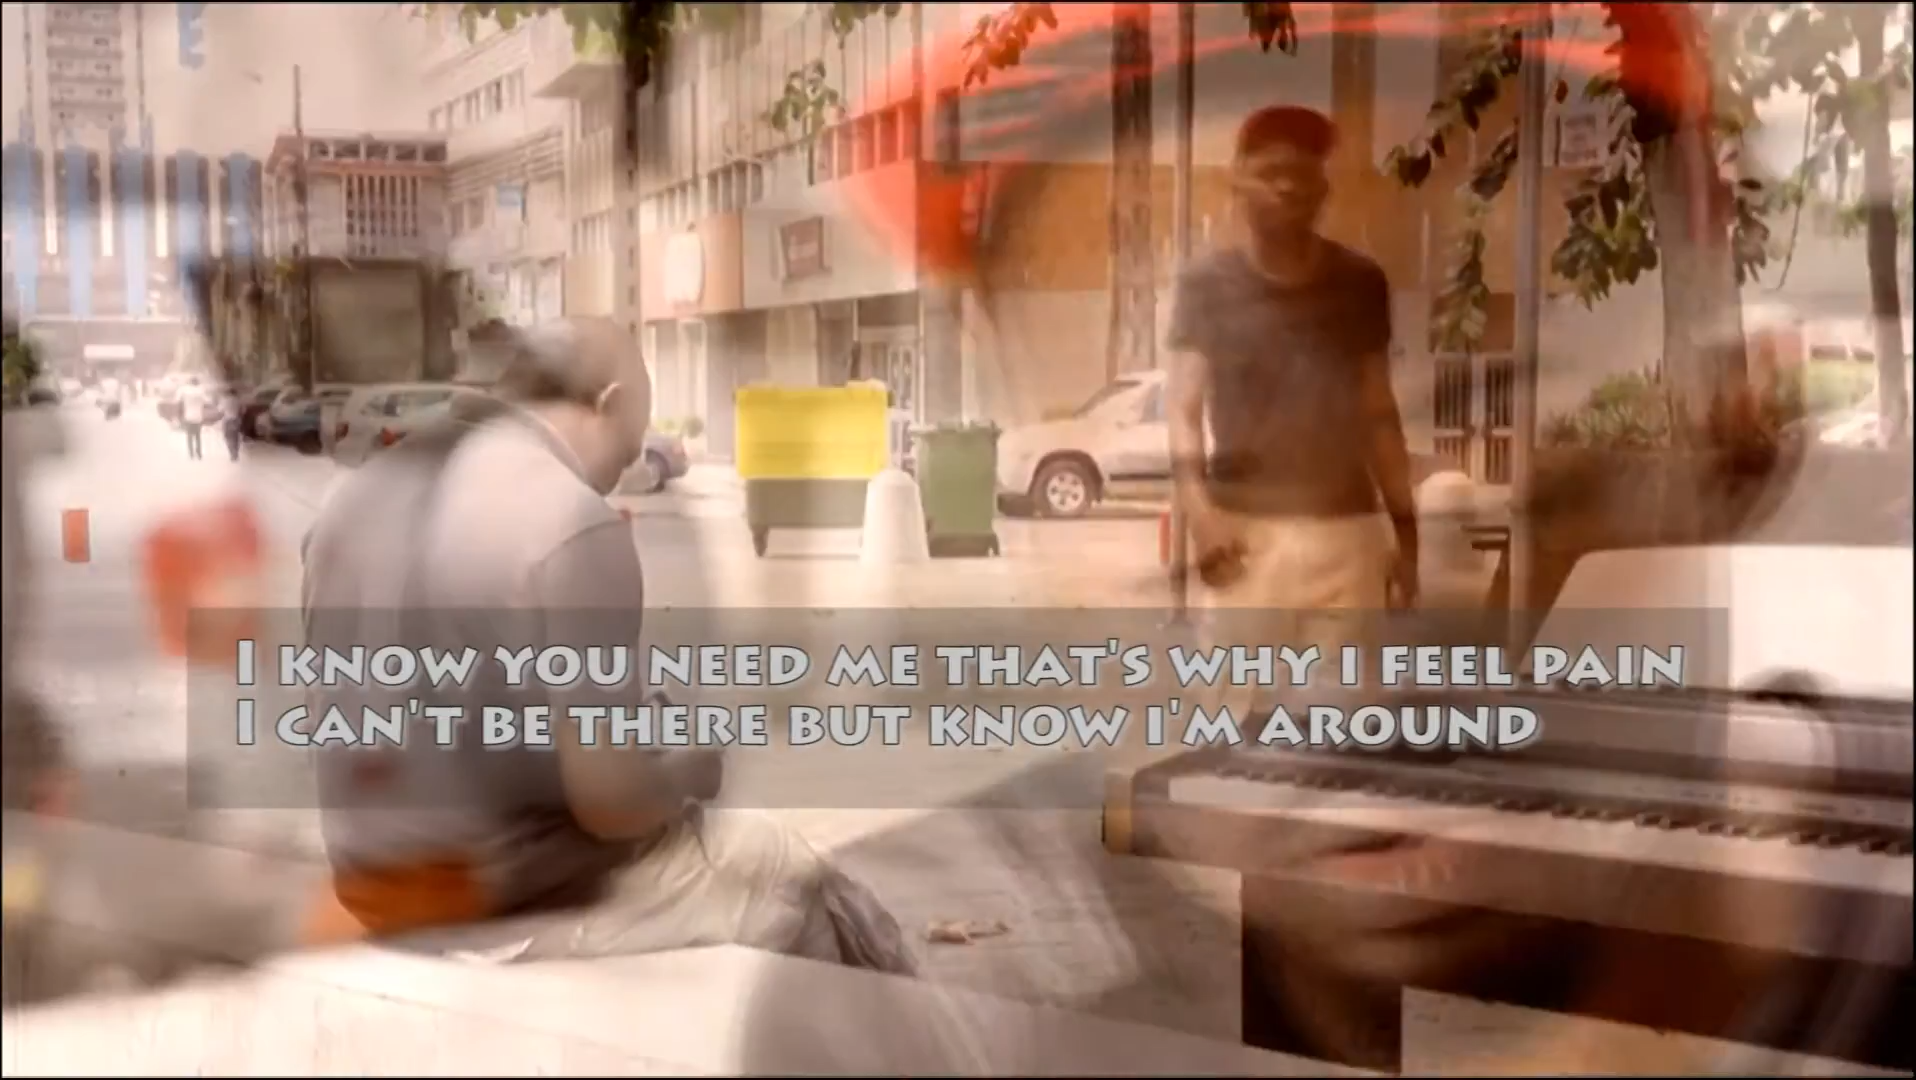 I KNOW YOU NEED ME THAT'S WHY I FEEL PAIN
I CAN'T BE THERE BUT KNOW I'M AROUND